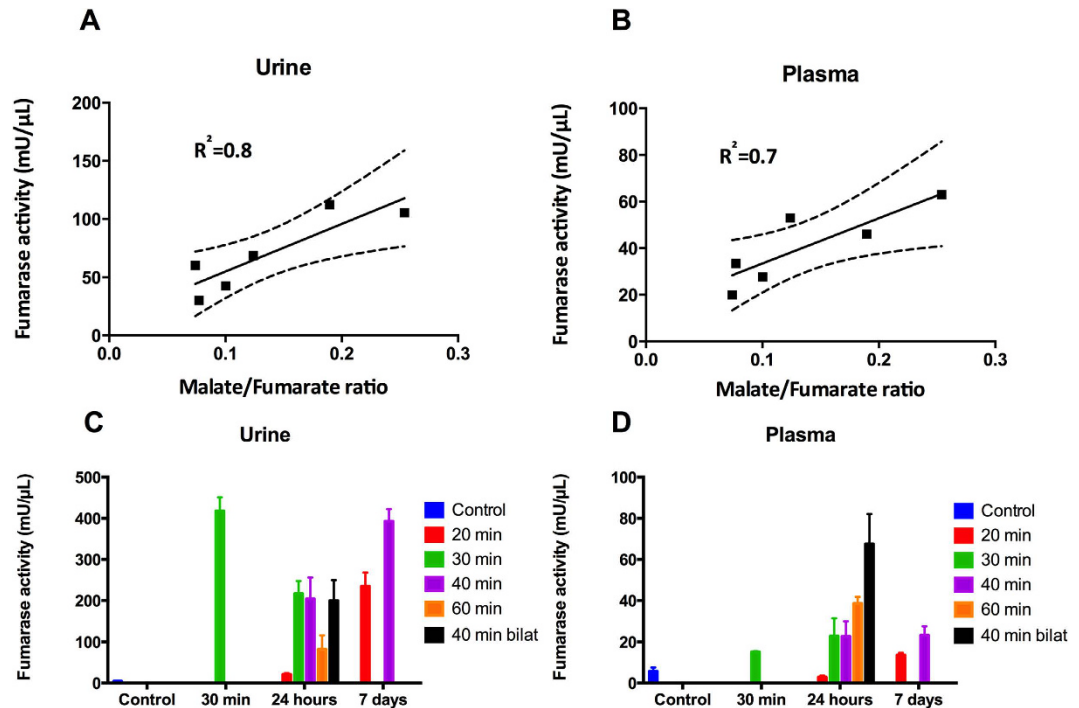 A
Urine
Fumarase activity (mU/µL)
200
150
100
50
0
R²=0.8
0.0 0.1 0.2 0.3
Malate/Fumarate ratio
B
Plasma
Fumarase activity (mU/µL)
100
80
60
40
20
0
R²=0.7
0.0 0.1 0.2 0.3
Malate/Fumarate ratio
C
Urine
Fumarase activity (mU/µL)
500
400
300
200
100
0
Control 30 min 24 hours 7 days
Control
20 min
30 min
40 min
60 min
40 min bilat
D
Plasma
Fumarase activity (mU/µL)
100
80
60
40
20
0
Control 30 min 24 hours 7 days
Control
20 min
30 min
40 min
60 min
40 min bilat